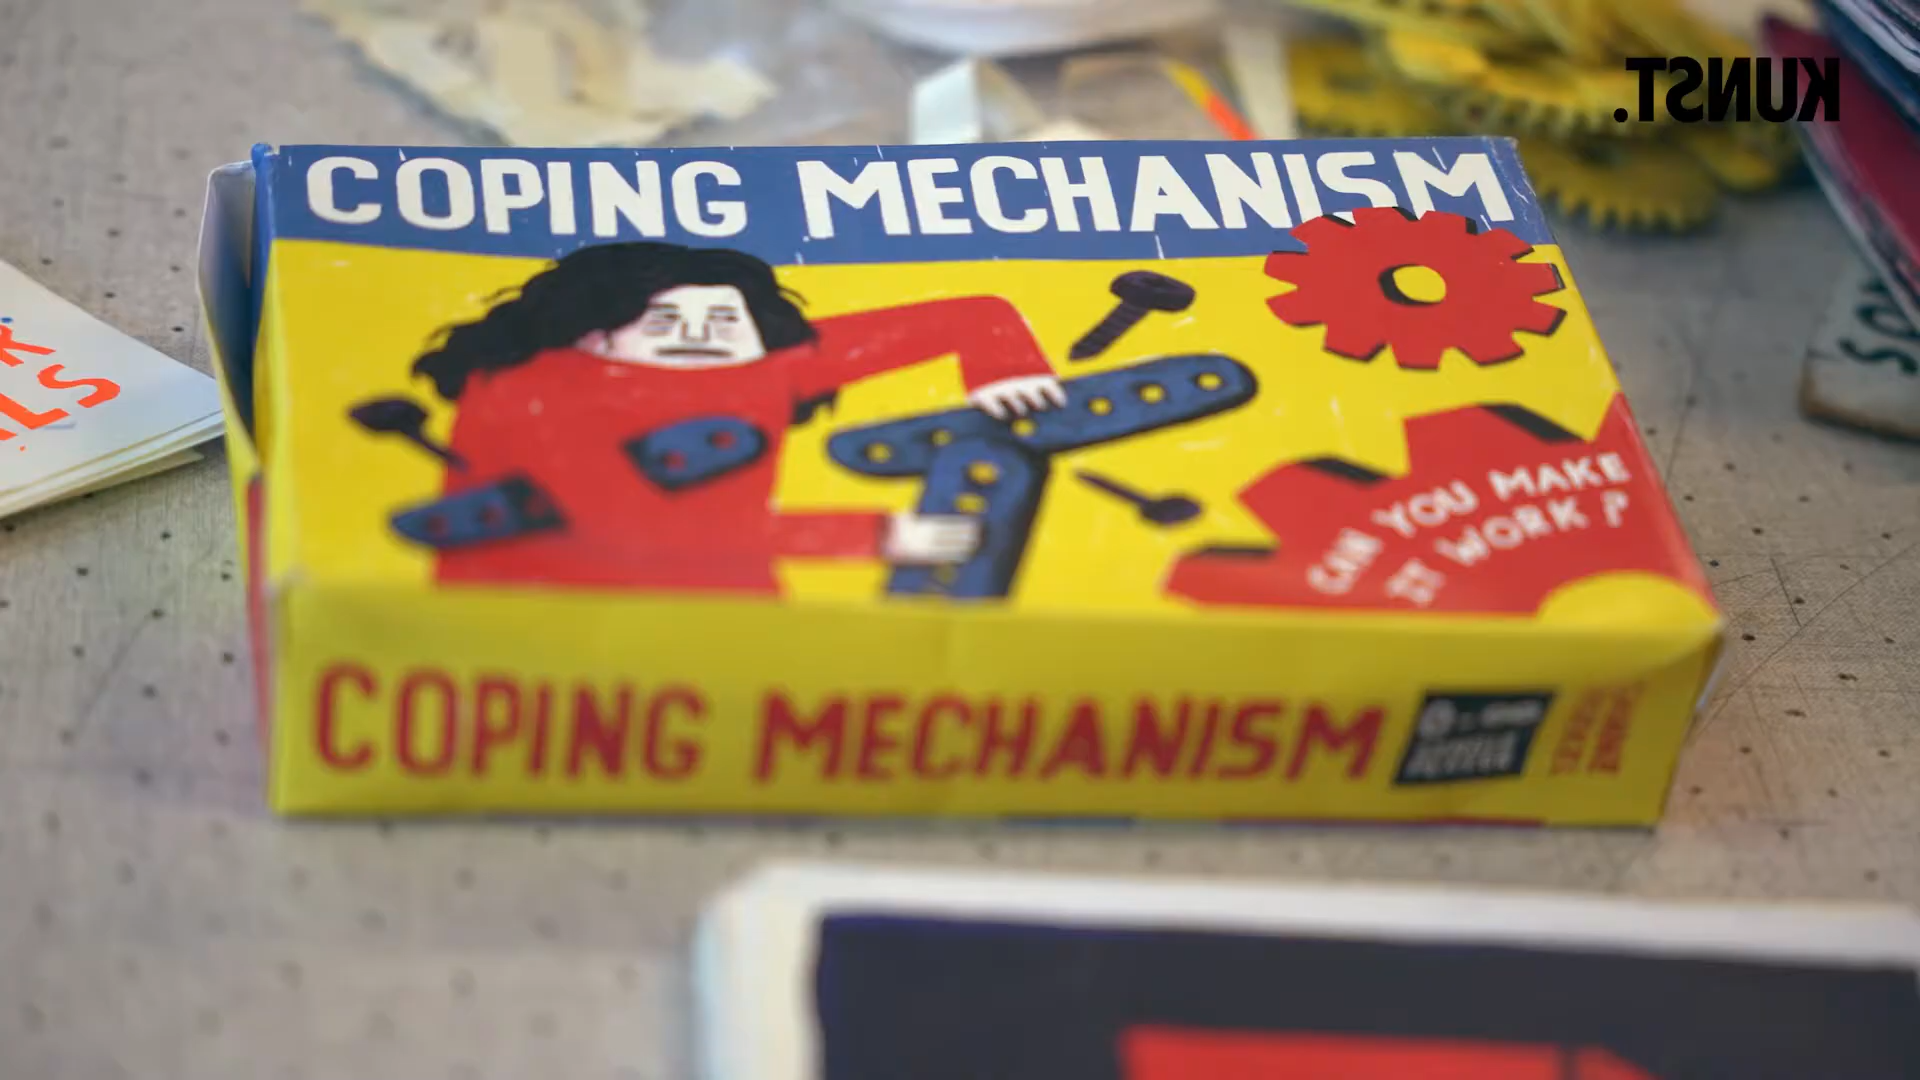 KUNST.
COPING MECHANISM
CAN YOU MAKE
IT WORK?
COPING MECHANISM